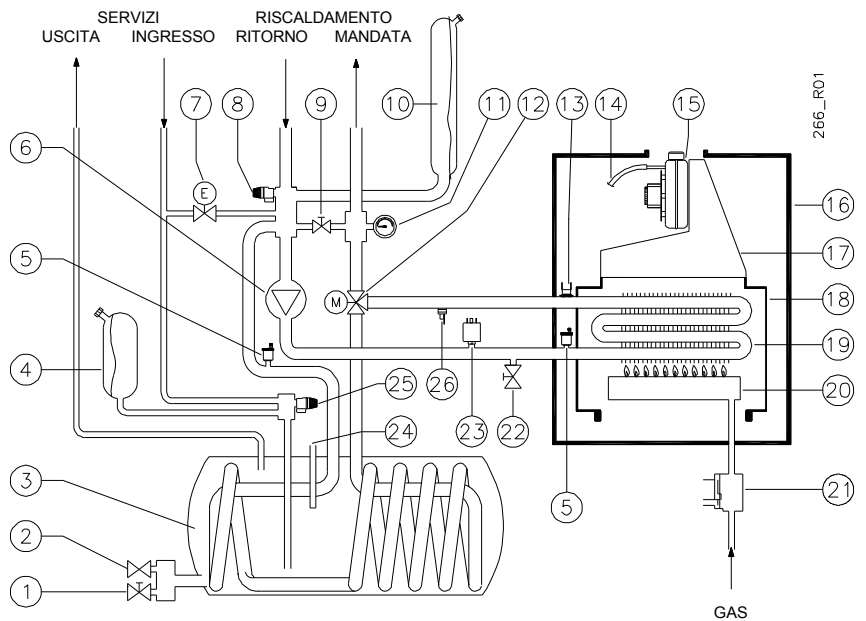 SERVIZI RISCALDAMENTO
USCITA INGRESSO RITORNO MANDATA
7 8 9 10 11 12 13 14 15
266_R01
6
16
17
5
18
M
E
19
4
20
25
26 23 22 5
24
21
3
2
1
GAS